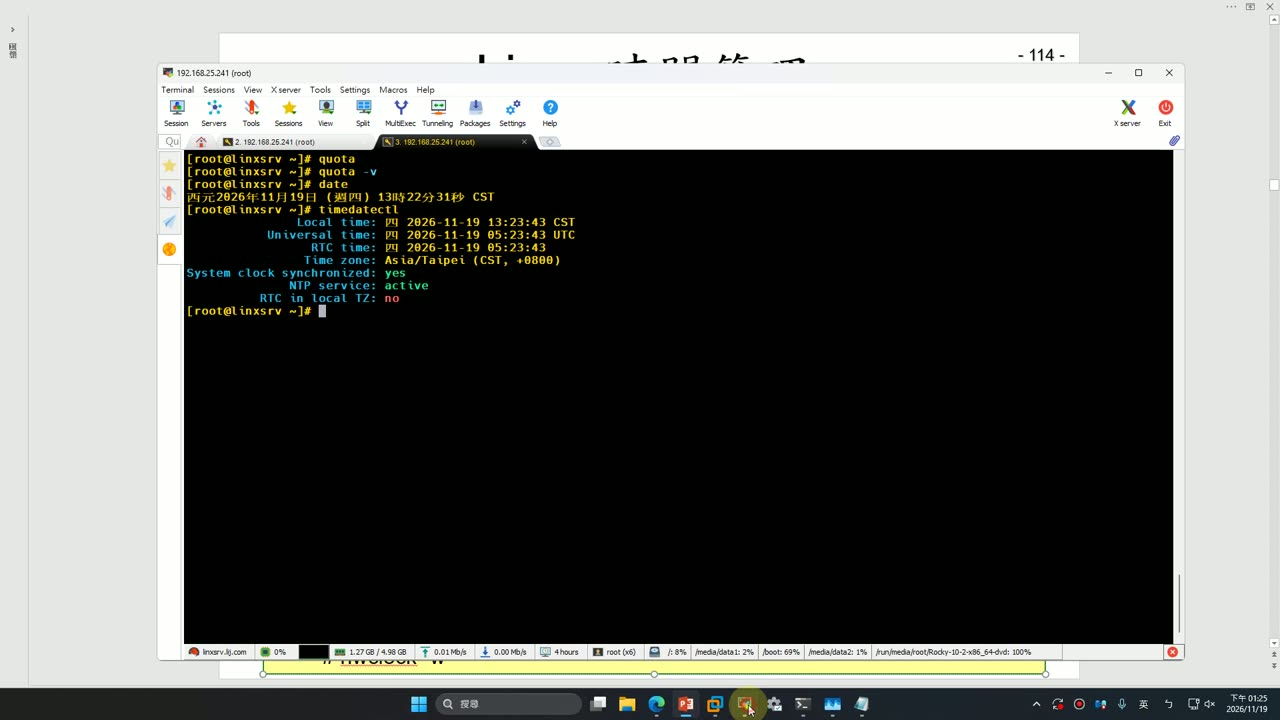 - 114 -
192.168.25.241 (root)
Terminal Sessions View X server Tools Settings Macros Help
Session Servers Tools Sessions View Split MultiExec Tunneling Packages Settings Help X server Exit
Qu 2. 192.168.25.241 (root) 3. 192.168.25.241 (root)
[root@linxsrv ~]# quota
[root@linxsrv ~]# quota -v
[root@linxsrv ~]# date
西元2026年11月19日 (週四) 13時22分31秒 CST
[root@linxsrv ~]# timedatectl
Local time: 四 2026-11-19 13:23:43 CST
Universal time: 四 2026-11-19 05:23:43 UTC
RTC time: 四 2026-11-19 05:23:43
Time zone: Asia/Taipei (CST, +0800)
System clock synchronized: yes
NTP service: active
RTC in local TZ: no
[root@linxsrv ~]#
linxsrv.lij.com 0% 1.27 GB / 4.98 GB 0.01 Mb/s 0.00 Mb/s 4 hours root (x6) /: 8% /media/data1: 2% /boot: 69% /media/data2: 1% /run/media/root/Rocky-10-2-x86_64-dvd: 100%
# hwclock -w
搜尋 英 下午 01:25
2026/11/19